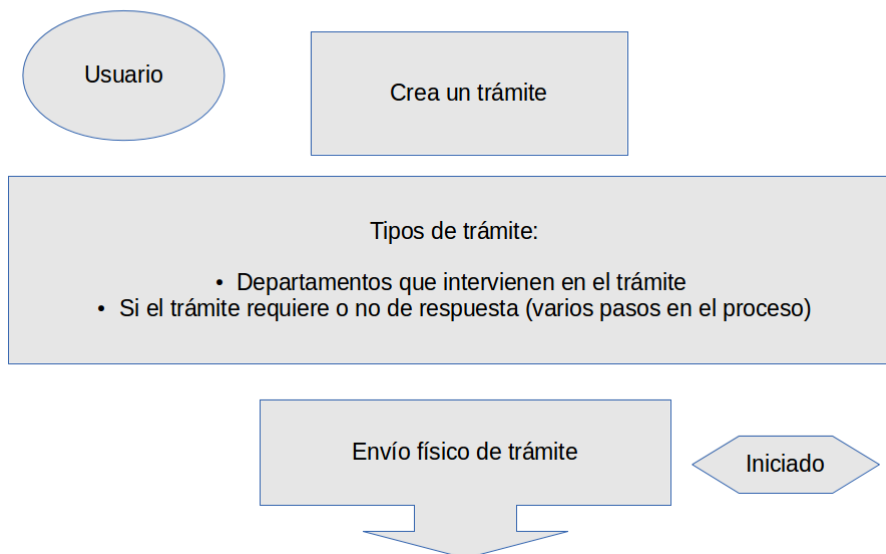 Usuario
Crea un trámite
Tipos de trámite:
• Departamentos que intervienen en el trámite
• Si el trámite requiere o no de respuesta (varios pasos en el proceso)
Envío físico de trámite
Iniciado